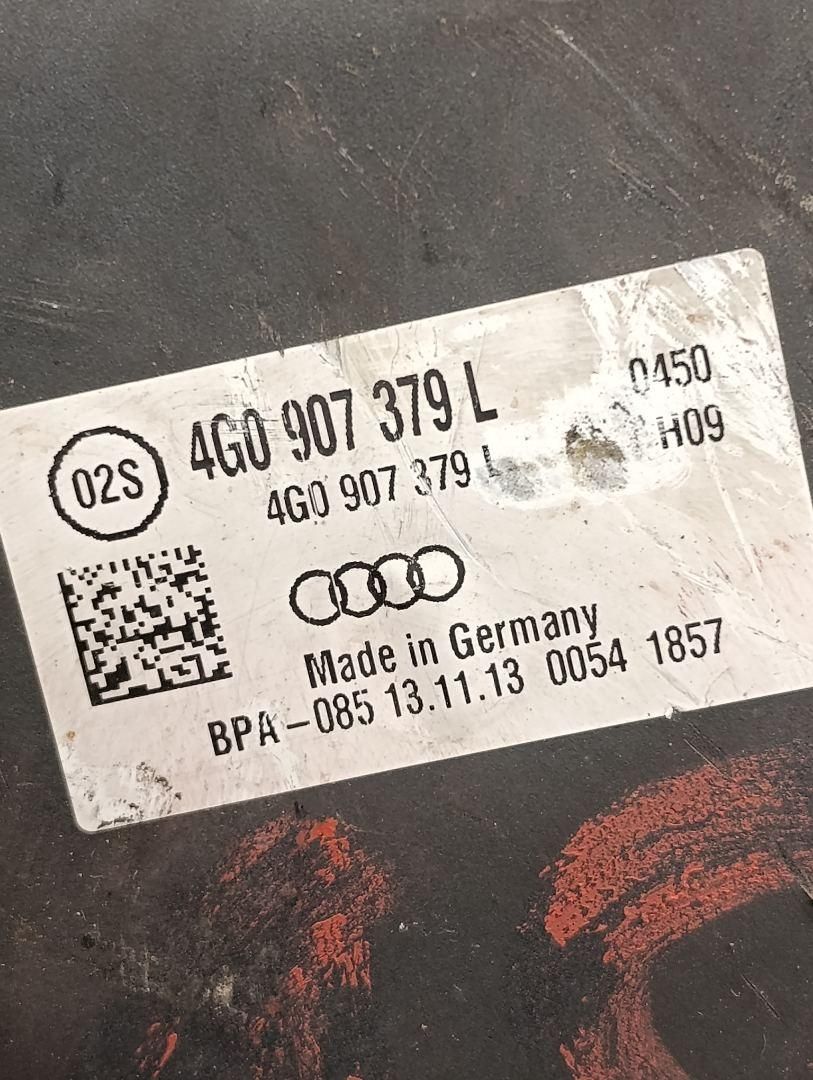 02S
4G0 907 379 L 0450
4G0 907 379 L H09
Made in Germany
BPA-085 13.11.13 0054 1857